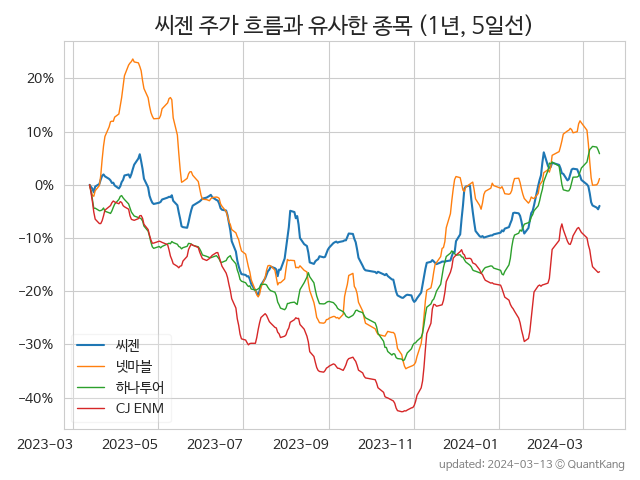 씨젠 주가 흐름과 유사한 종목 (1년, 5일선)
20%
10%
0%
−10%
−20%
−30%
−40%
씨젠
넷마블
하나투어
CJ ENM
2023-03
2023-05
2023-07
2023-09
2023-11
2024-01
2024-03
updated: 2024-03-13 ⓒ QuantKang